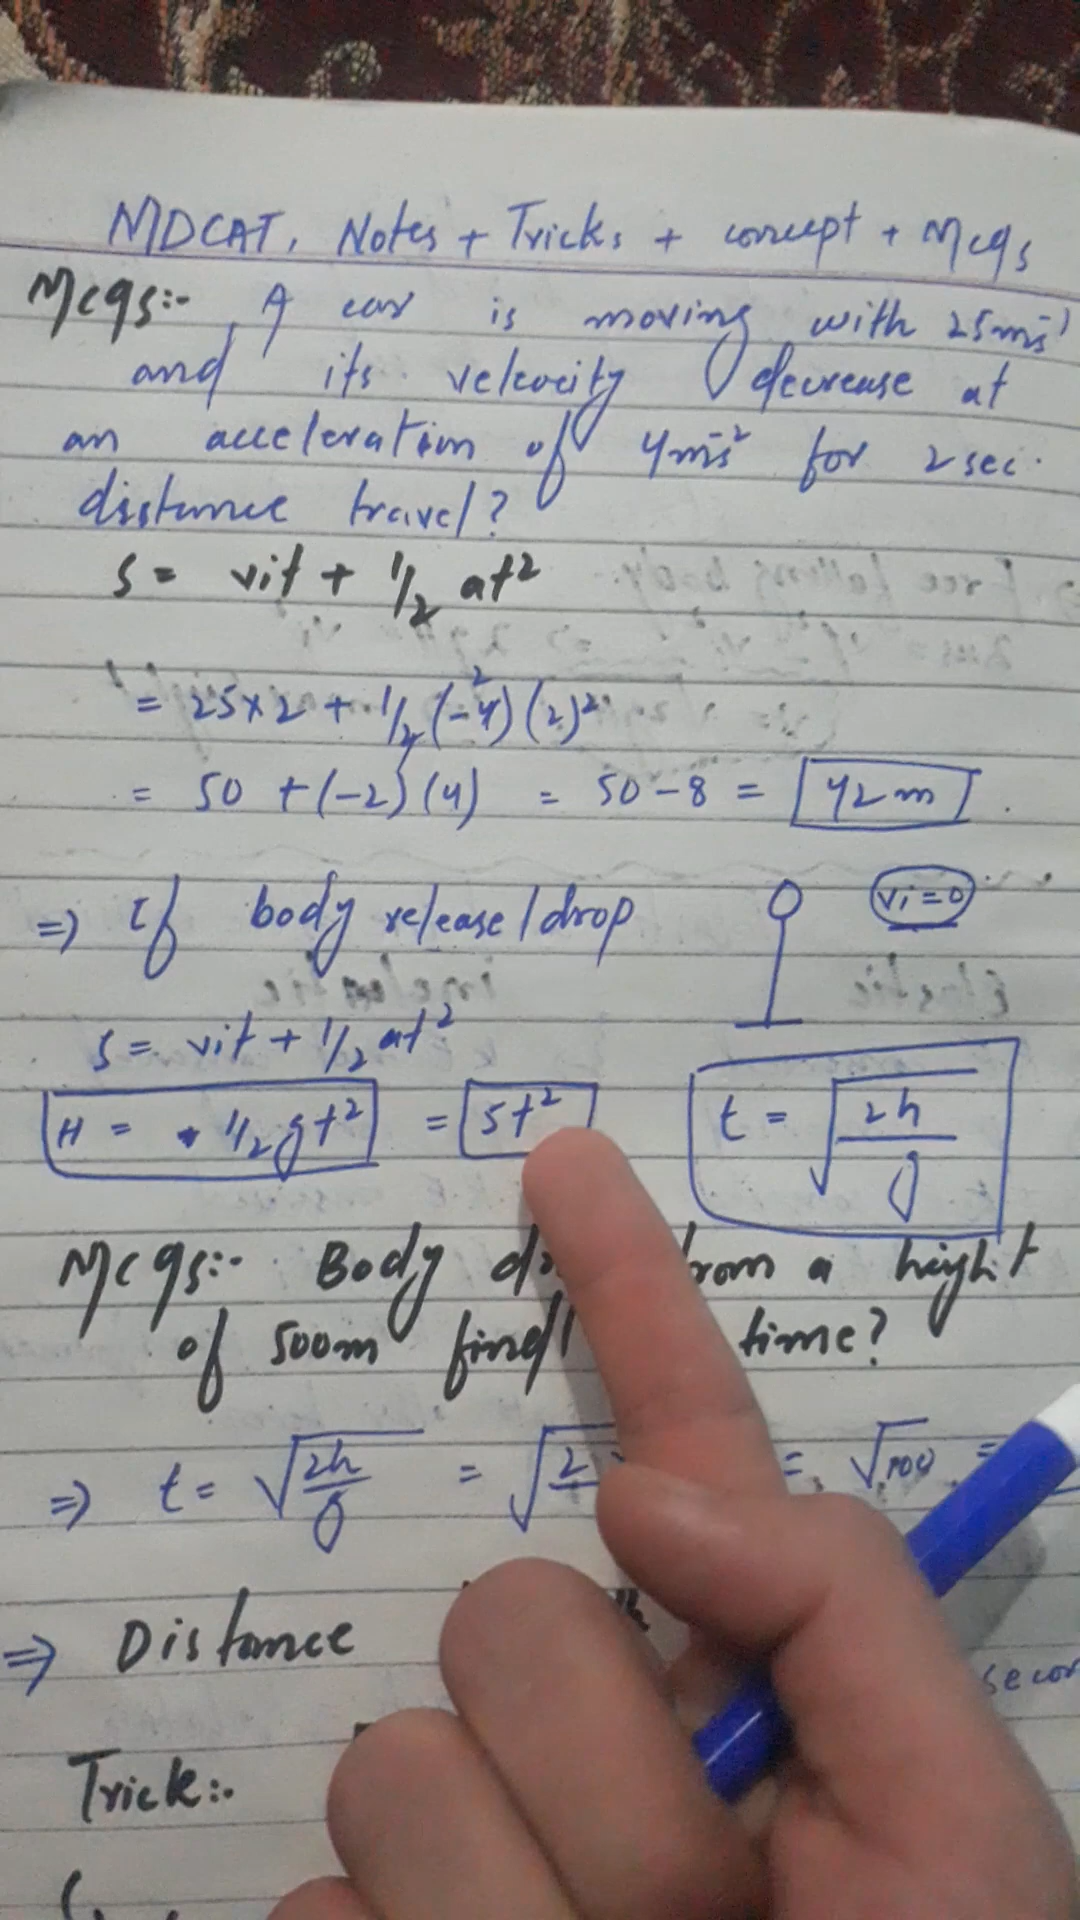 MDCAT, Notes + Tricks + concept + Mcqs
Mcqs:- A car is moving with 25ms⁻¹
and its velocity decrease at
an acceleration of 4ms⁻² for 2 sec.
distance travel?
S = vit + 1/2 at²
= 25×2 + 1/2 (-4) (2)²
= 50 + (-2) (4) = 50 - 8 = 42 m
⇒ If body release / drop vi = 0
S = vit + 1/2 at²
H = 1/2 gt² = 5t² t = √2h/g
Mcqs:- Body from a height
of 500m find time?
⇒ t = √2h/g = √2 = √100 =
⇒ Distance
Trick:-